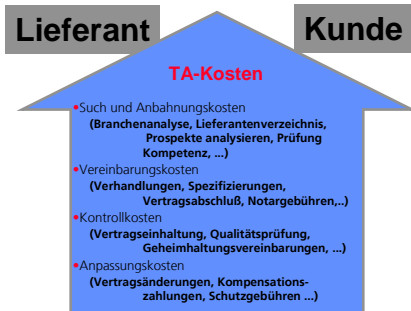 Lieferant
Kunde
TA-Kosten
•Such und Anbahnungskosten
(Branchenanalyse, Lieferantenverzeichnis,
Prospekte analysieren, Prüfung
Kompetenz, ...)
•Vereinbarungskosten
(Verhandlungen, Spezifizierungen,
Vertragsabschluß, Notargebühren,..)
•Kontrollkosten
(Vertragseinhaltung, Qualitätsprüfung,
Geheimhaltungsvereinbarungen, ...)
•Anpassungskosten
(Vertragsänderungen, Kompensations-
zahlungen, Schutzgebühren ...)